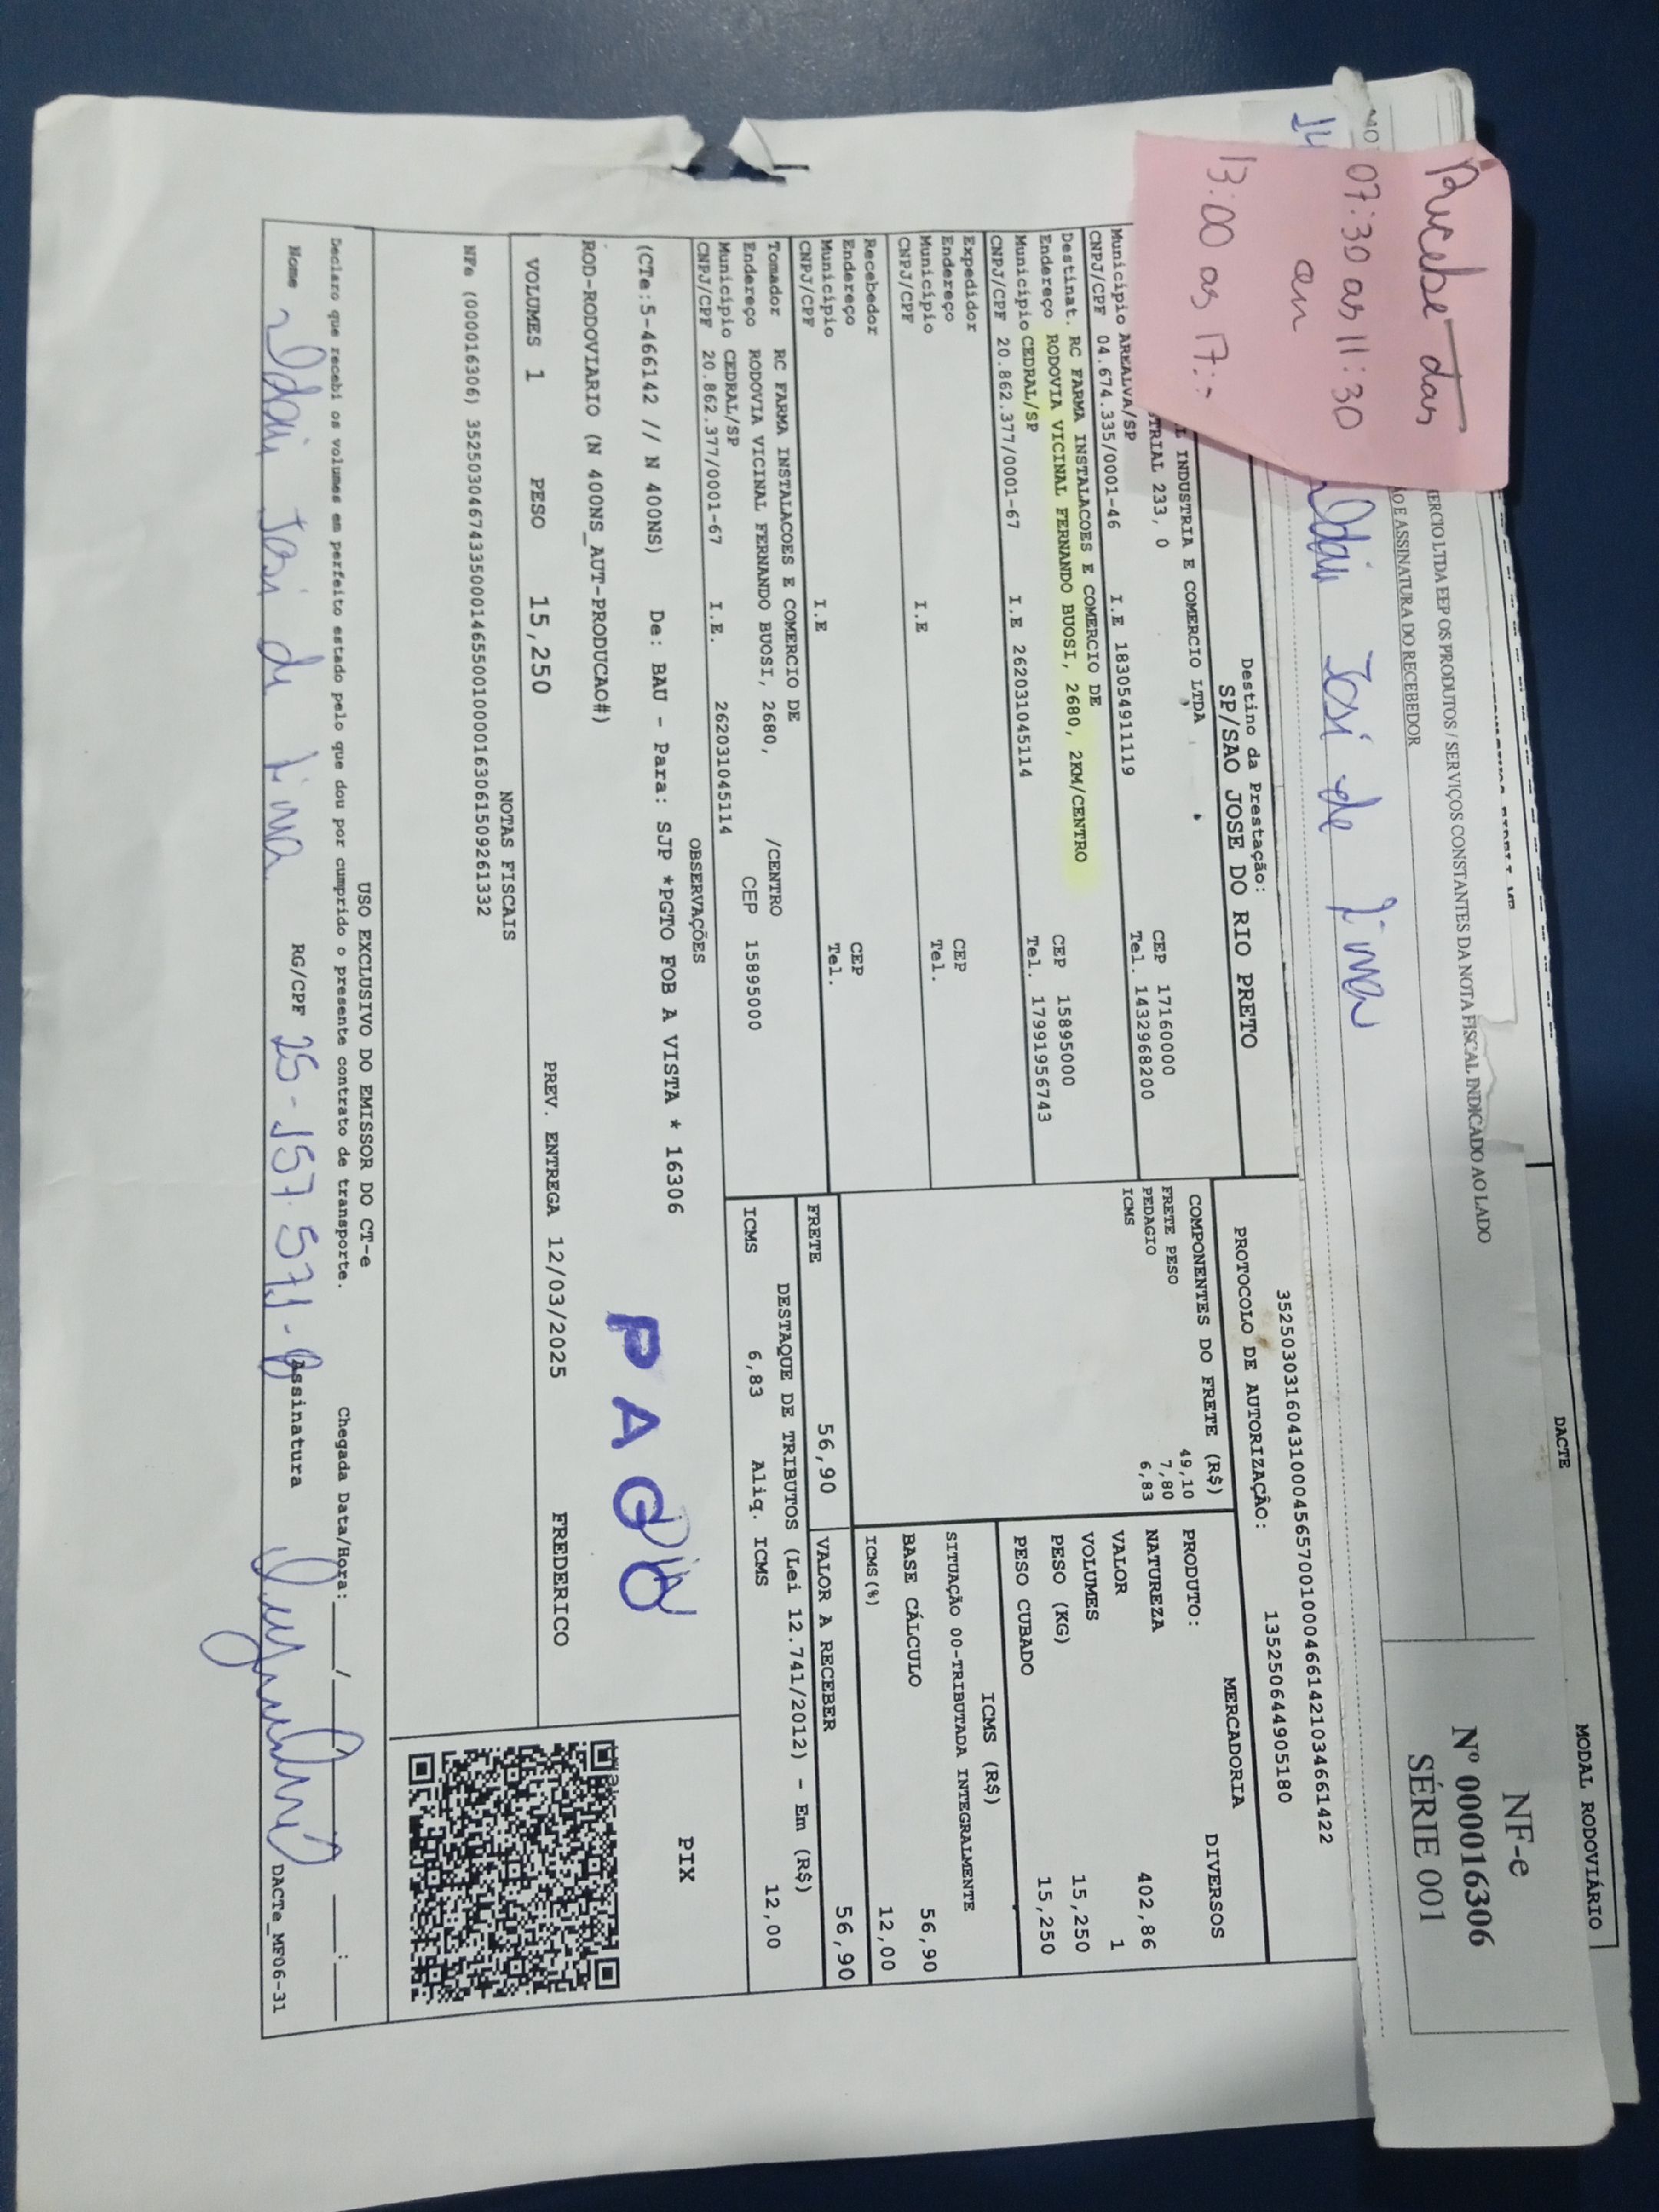 DACTE
MODAL RODOVIÁRIO
ERCIO LTDA EEP OS PRODUTOS / SERVIÇOS CONSTANTES DA NOTA FISCAL INDICADO AO LADO
E ASSINATURA DO RECEBEDOR
José de Lima
NF-e
Nº 000016306
SÉRIE 001
Recebe das
07:30 as 11:30
13:00 as 17:
35250303160431000456570010004661421034661422
PROTOCOLO DE AUTORIZAÇÃO:
135250644905180
Destino da Prestação:
SP/SAO JOSE DO RIO PRETO
L INDUSTRIA E COMERCIO LTDA
TRIAL 233, 0
CEP 17160000
Município AREALVA/SP
Tel. 1432968200
CNPJ/CPF 04.674.335/0001-46 I.E 183054911119
Destinat. RC FARMA INSTALACOES E COMERCIO DE
Endereço RODOVIA VICINAL FERNANDO BUOSI, 2680, 2KM/CENTRO
CEP 15895000
Município CEDRAL/SP
Tel. 17991956743
CNPJ/CPF 20.862.377/0001-67 I.E 262031045114
Expedidor
Endereço
CEP
Município
Tel.
CNPJ/CPF I.E
Recebedor
Endereço
CEP
Município
Tel.
CNPJ/CPF I.E
Tomador RC FARMA INSTALACOES E COMERCIO DE
Endereço RODOVIA VICINAL FERNANDO BUOSI, 2680, /CENTRO
Município CEDRAL/SP CEP 15895000
CNPJ/CPF 20.862.377/0001-67 I.E. 262031045114
COMPONENTES DO FRETE (R$)
FRETE PESO 49,10
PEDAGIO 7,80
ICMS 6,83
MERCADORIA
PRODUTO: DIVERSOS
NATUREZA
VALOR 402,86
VOLUMES 1
PESO (KG) 15,250
PESO CUBADO 15,250
ICMS (R$)
SITUAÇÃO 00-TRIBUTADA INTEGRALMENTE
BASE CÁLCULO 56,90
ICMS(%) 12,00
FRETE 56,90
VALOR A RECEBER 56,90
DESTAQUE DE TRIBUTOS (Lei 12.741/2012) - Em (R$)
ICMS 6,83 Aliq. ICMS 12,00
OBSERVAÇÕES
(CTe:5-466142 // N 400NS) De: BAU - Para: SJP *PGTO FOB A VISTA * 16306
ROD-RODOVIARIO (N 400NS_AUT-PRODUCAO#)
PAGO
PIX
VOLUMES 1 PESO 15,250 PREV. ENTREGA 12/03/2025 FREDERICO
NOTAS FISCAIS
NFe (000016306) 35250304674335000146550010000163061509261332
USO EXCLUSIVO DO EMISSOR DO CT-e
Declaro que recebi os volumes em perfeito estado pelo que dou por cumprido o presente contrato de transporte.
Chegada Data/Hora: ___/___/___ ___:___
Nome José de Lima RG/CPF 25-157.571-8 Assinatura
DACTe_MF06-31